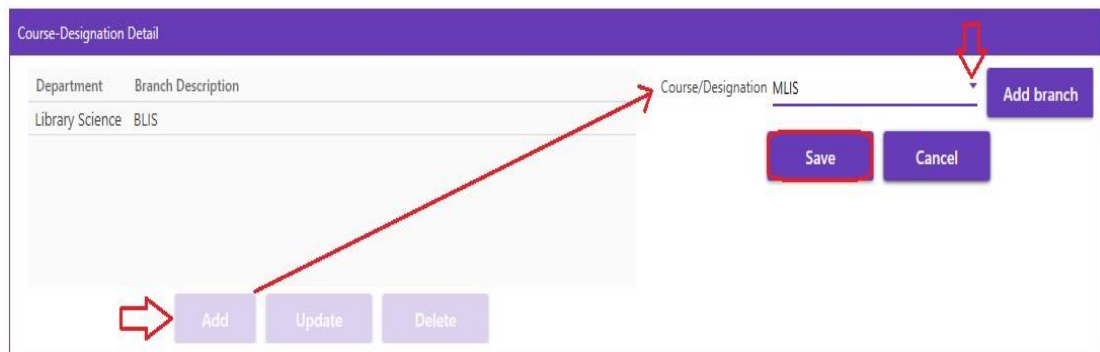 Course-Designation Detail
Department Branch Description
Library Science BLIS
Course/Designation MLIS
Add branch
Save Cancel
Add Update Delete